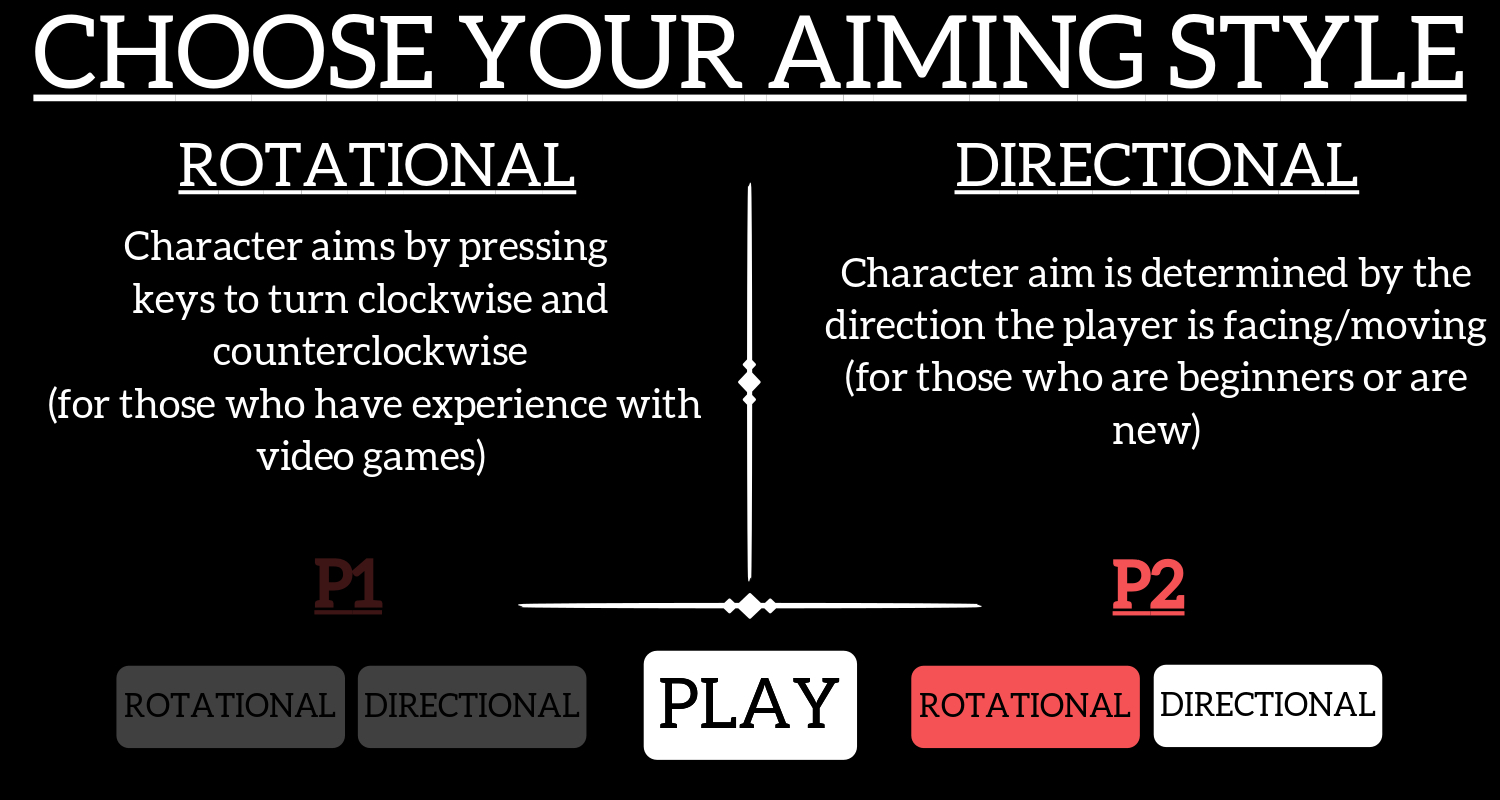 CHOOSE YOUR AIMING STYLE
ROTATIONAL
Character aims by pressing
keys to turn clockwise and
counterclockwise
(for those who have experience with
video games)
DIRECTIONAL
Character aim is determined by the
direction the player is facing/moving
(for those who are beginners or are
new)
P1
ROTATIONAL
DIRECTIONAL
PLAY
P2
ROTATIONAL
DIRECTIONAL